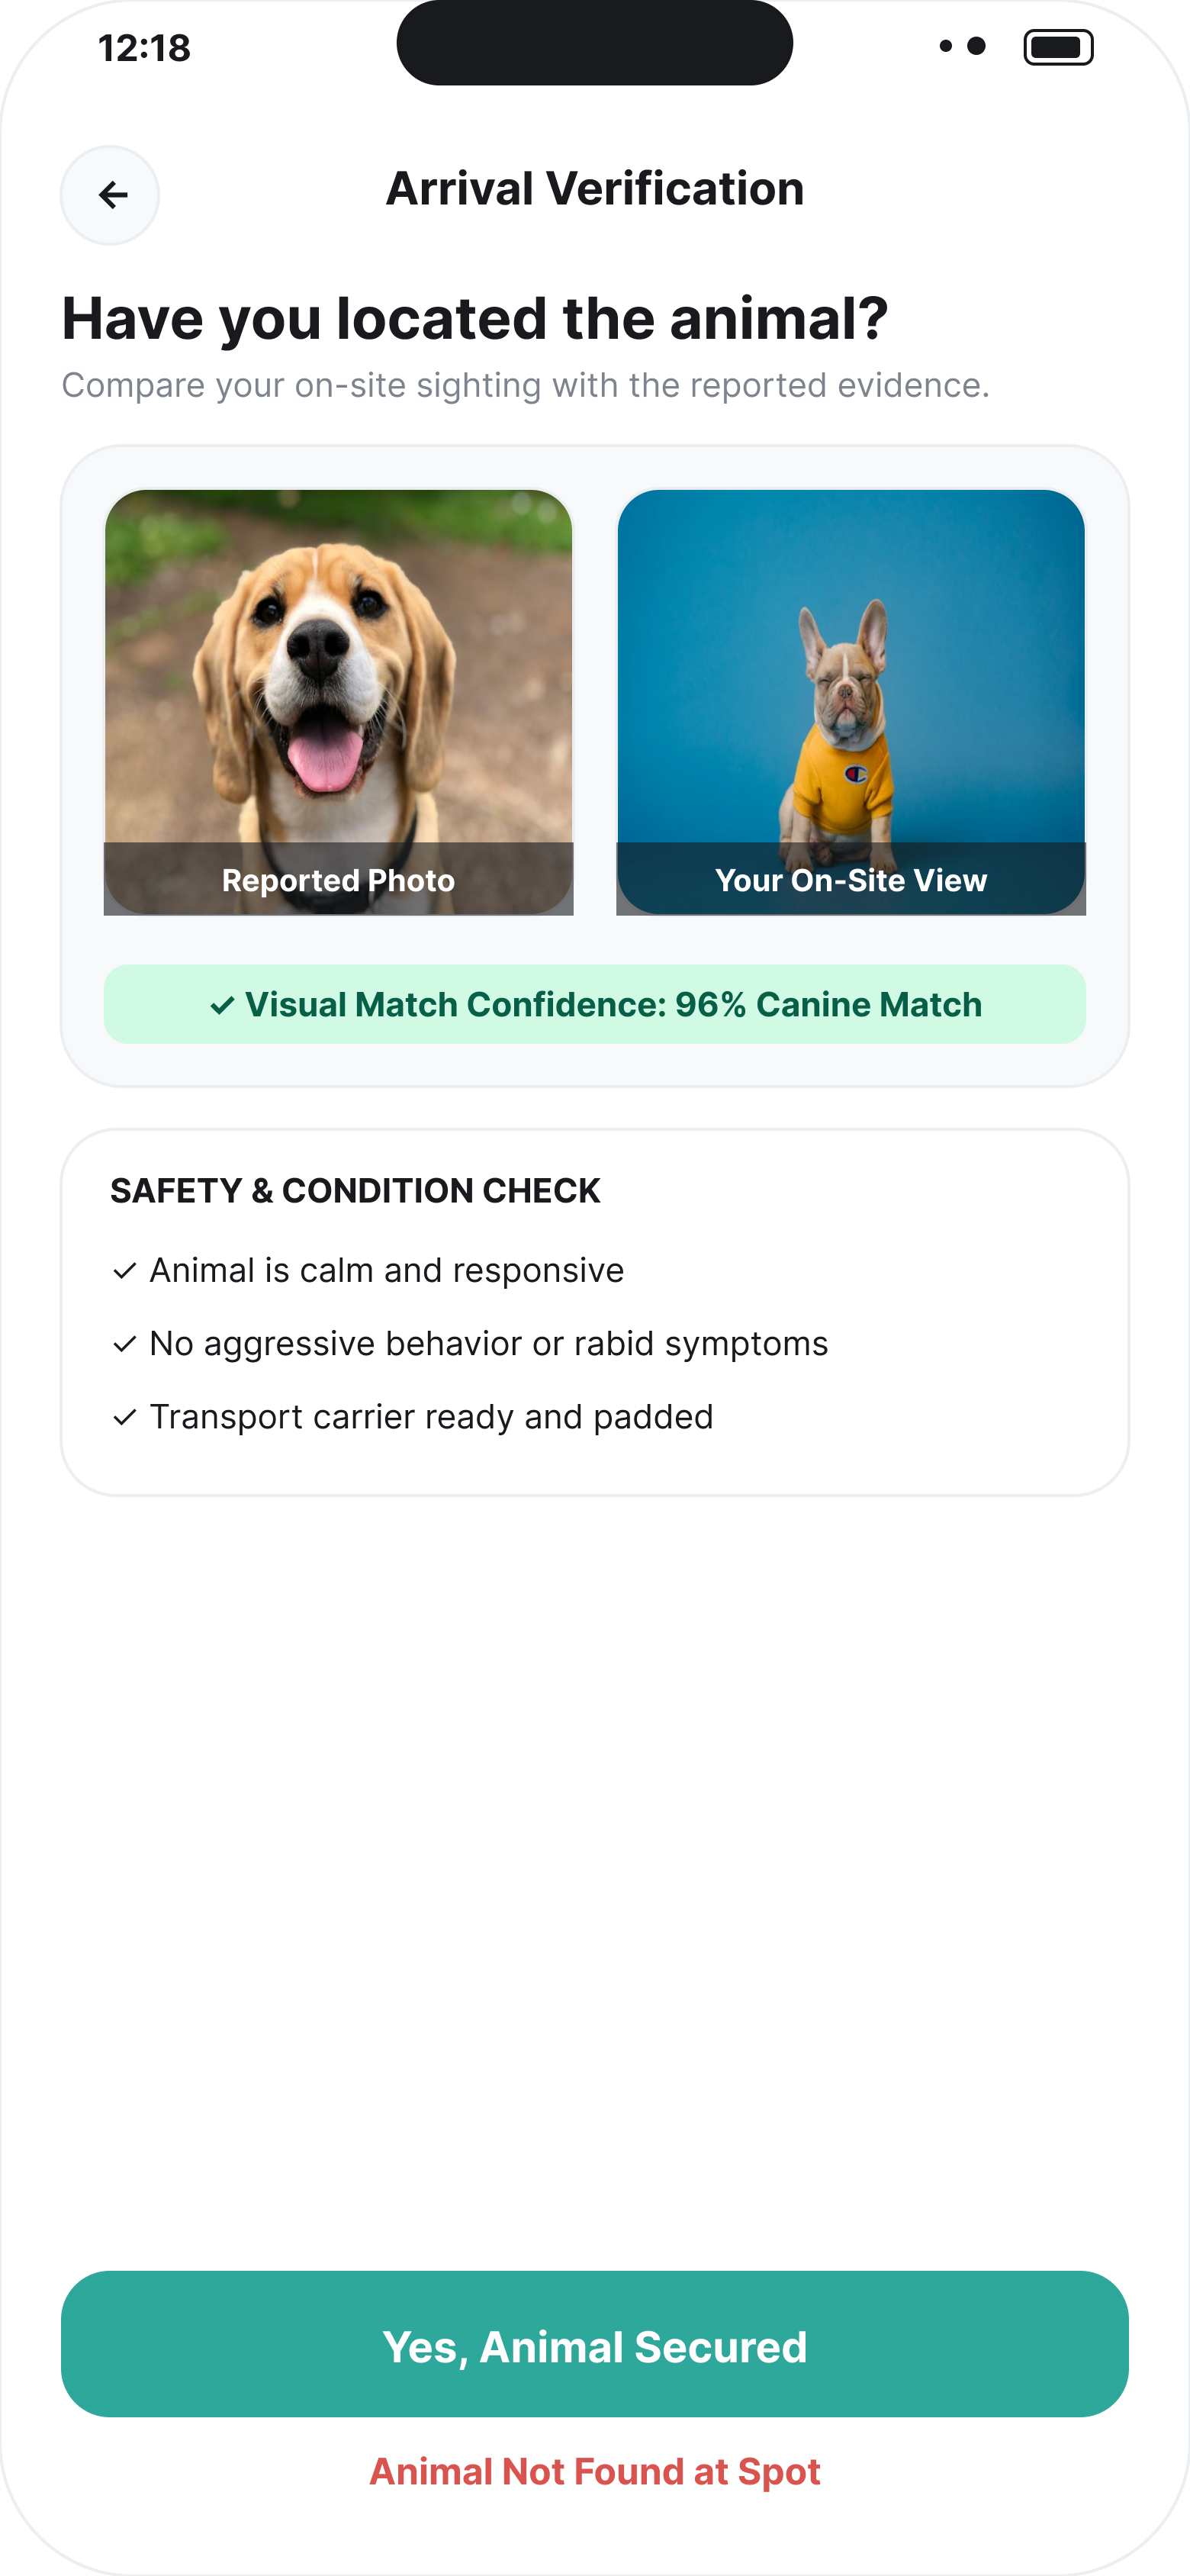 12:18
Arrival Verification
Have you located the animal?
Compare your on-site sighting with the reported evidence.
Reported Photo
Your On-Site View
✓ Visual Match Confidence: 96% Canine Match
SAFETY & CONDITION CHECK
✓ Animal is calm and responsive
✓ No aggressive behavior or rabid symptoms
✓ Transport carrier ready and padded
Yes, Animal Secured
Animal Not Found at Spot